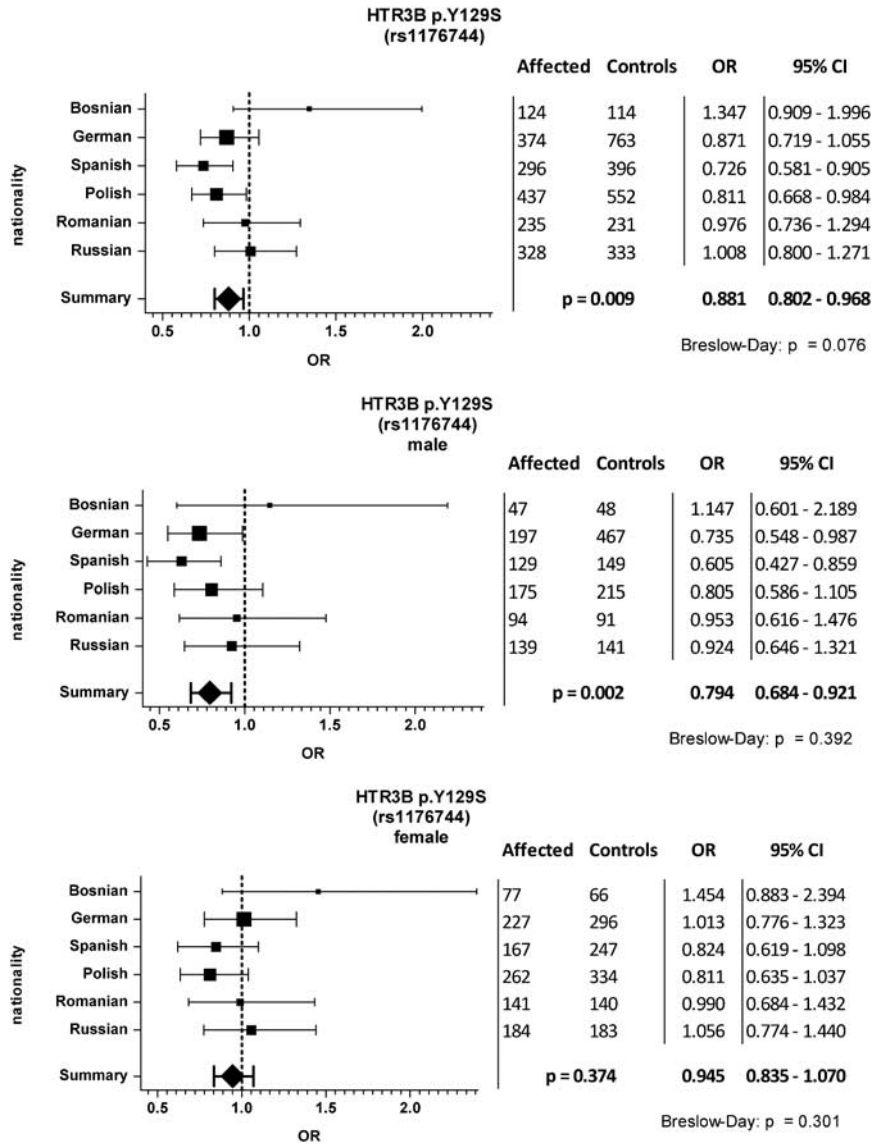 HTR3B p.Y129S
(rs1176744)
Affected Controls OR 95% CI
Bosnian 124 114 1.347 0.909 - 1.996
German 374 763 0.871 0.719 - 1.055
Spanish 296 396 0.726 0.581 - 0.905
Polish 437 552 0.811 0.668 - 0.984
Romanian 235 231 0.976 0.736 - 1.294
Russian 328 333 1.008 0.800 - 1.271
Summary p = 0.009 0.881 0.802 - 0.968
nationality
0.5 1.0 1.5 2.0
OR
Breslow-Day: p = 0.076
HTR3B p.Y129S
(rs1176744)
male
Affected Controls OR 95% CI
Bosnian 47 48 1.147 0.601 - 2.189
German 197 467 0.735 0.548 - 0.987
Spanish 129 149 0.605 0.427 - 0.859
Polish 175 215 0.805 0.586 - 1.105
Romanian 94 91 0.953 0.616 - 1.476
Russian 139 141 0.924 0.646 - 1.321
Summary p = 0.002 0.794 0.684 - 0.921
nationality
0.5 1.0 1.5 2.0
OR
Breslow-Day: p = 0.392
HTR3B p.Y129S
(rs1176744)
female
Affected Controls OR 95% CI
Bosnian 77 66 1.454 0.883 - 2.394
German 227 296 1.013 0.776 - 1.323
Spanish 167 247 0.824 0.619 - 1.098
Polish 262 334 0.811 0.635 - 1.037
Romanian 141 140 0.990 0.684 - 1.432
Russian 184 183 1.056 0.774 - 1.440
Summary p = 0.374 0.945 0.835 - 1.070
nationality
0.5 1.0 1.5 2.0
OR
Breslow-Day: p = 0.301